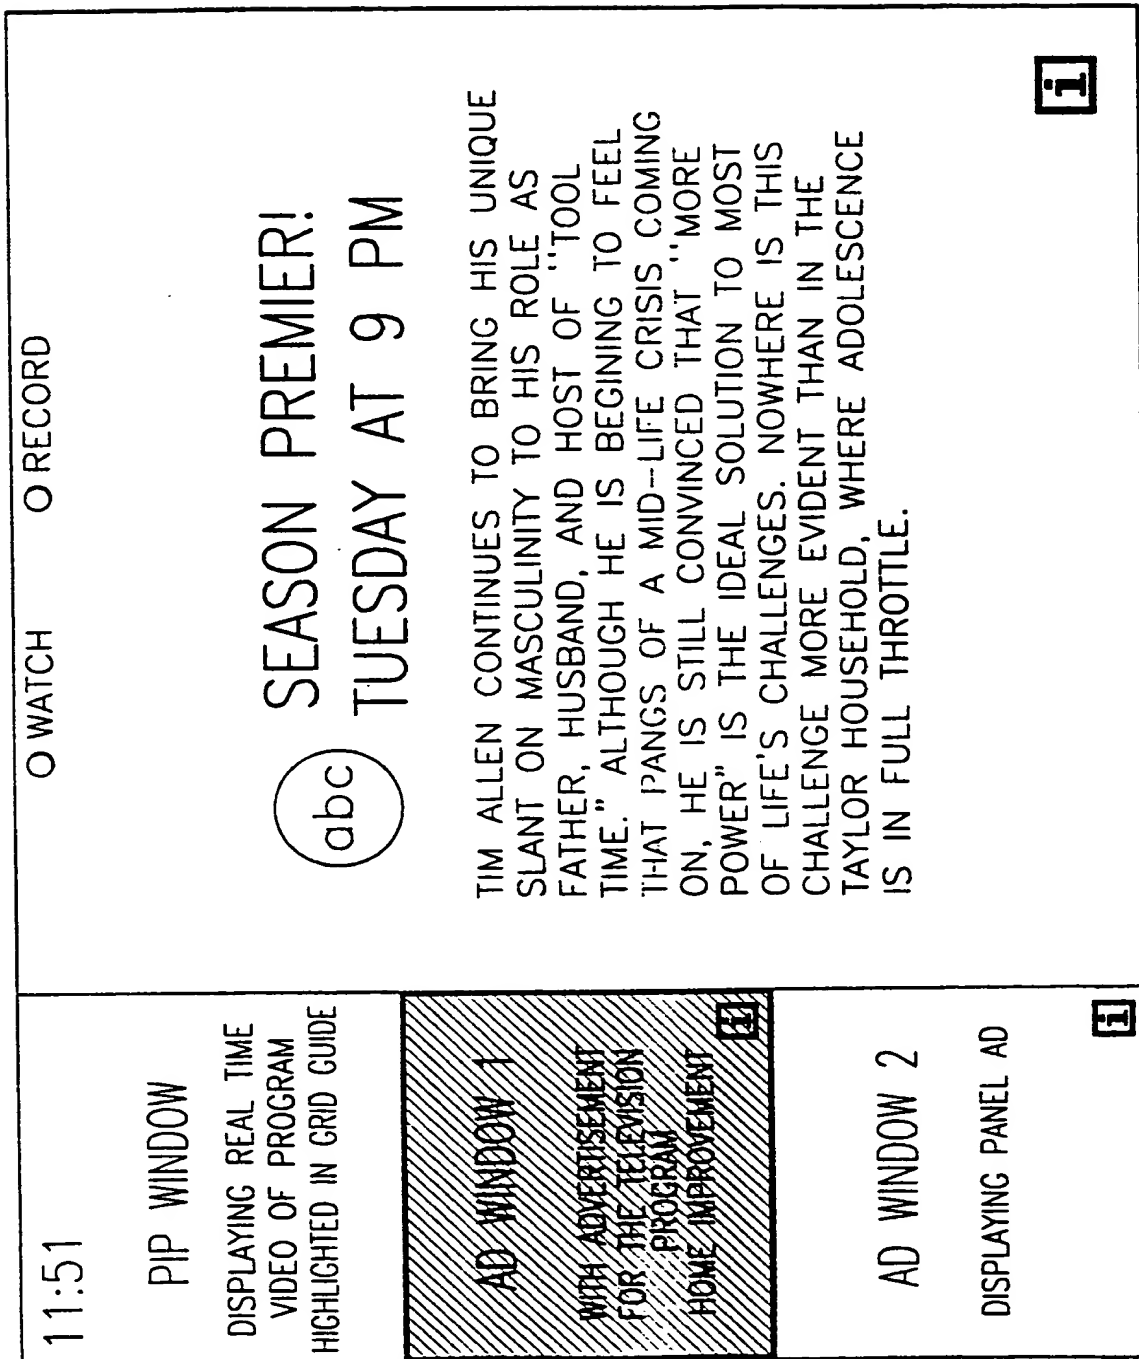 11:51
PIP WINDOW
DISPLAYING REAL TIME
VIDEO OF PROGRAM
HIGHLIGHTED IN GRID GUIDE
AD WINDOW 1
WITH ADVERTISEMENT
FOR THE TELEVISION
PROGRAM
HOME IMPROVEMENT
i
AD WINDOW 2
DISPLAYING PANEL AD
i
O WATCH O RECORD
abc
SEASON PREMIER!
TUESDAY AT 9 PM
TIM ALLEN CONTINUES TO BRING HIS UNIQUE
SLANT ON MASCULINITY TO HIS ROLE AS
FATHER, HUSBAND, AND HOST OF "TOOL
TIME." ALTHOUGH HE IS BEGINING TO FEEL
THAT PANGS OF A MID-LIFE CRISIS COMING
ON, HE IS STILL CONVINCED THAT "MORE
POWER" IS THE IDEAL SOLUTION TO MOST
OF LIFE'S CHALLENGES. NOWHERE IS THIS
CHALLENGE MORE EVIDENT THAN IN THE
TAYLOR HOUSEHOLD, WHERE ADOLESCENCE
IS IN FULL THROTTLE.
i